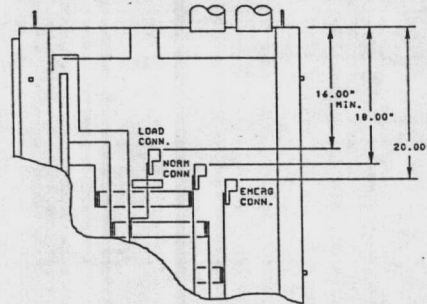 16.00"
MIN.
18.00"
20.00
LOAD
CONN.
NORM
CONN.
EMERG
CONN.